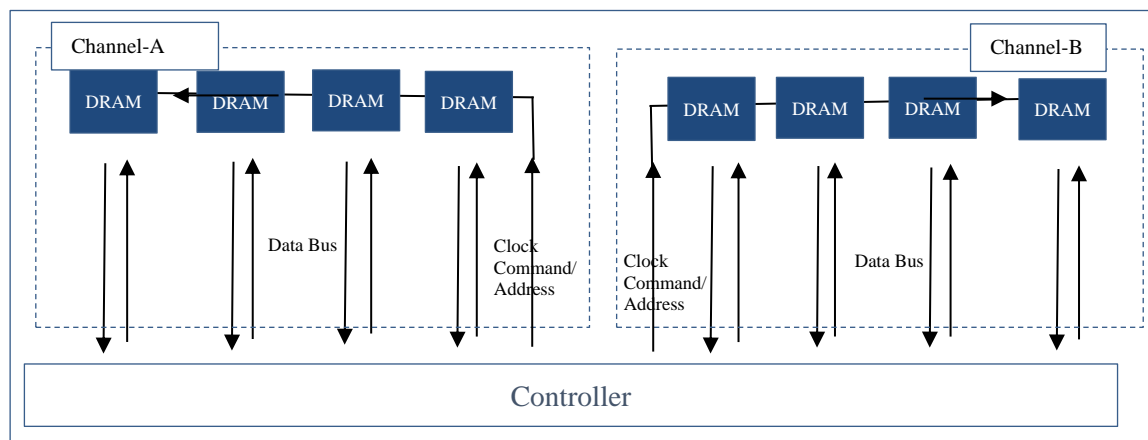 Channel-A
DRAM
DRAM
DRAM
DRAM
Data Bus
Clock
Command/
Address
Channel-B
DRAM
DRAM
DRAM
DRAM
Clock
Command/
Address
Data Bus
Controller